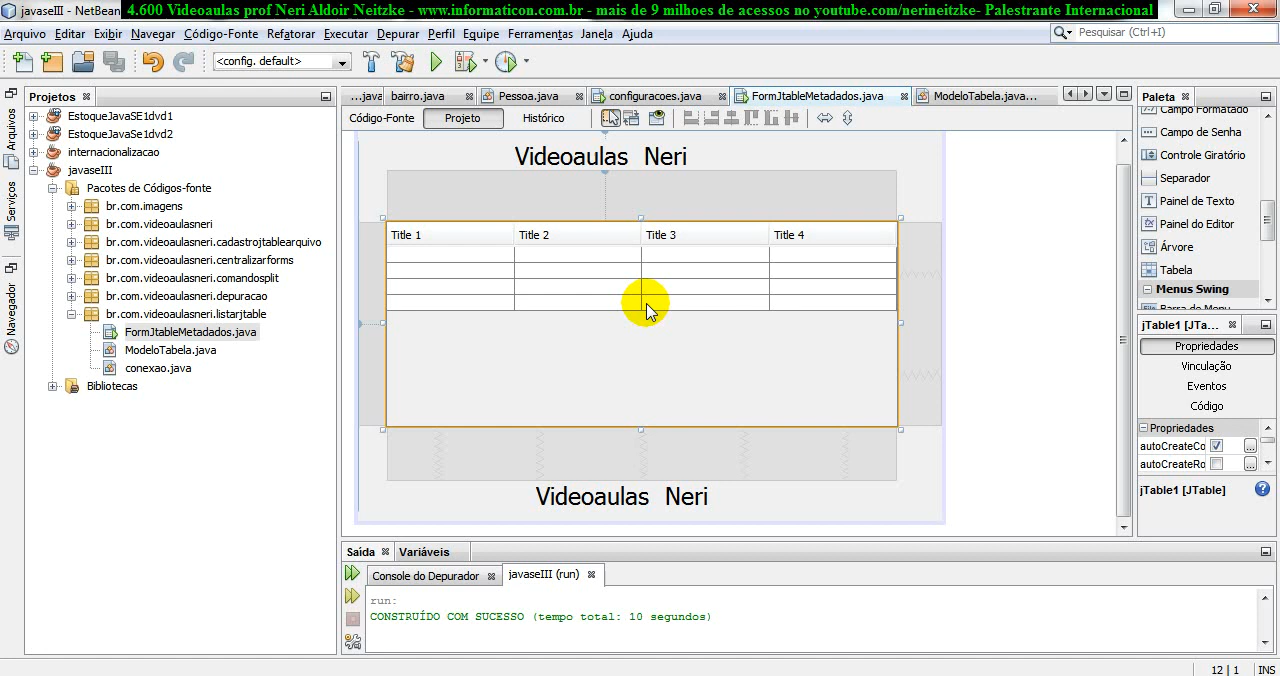 javaseIII - NetBean
4.600 Videoaulas prof Neri Aldoir Neitzke - www.informaticon.com.br - mais de 9 milhoes de acessos no youtube.com/nerineitzke- Palestrante Internacional
Arquivo Editar Exibir Navegar Código-Fonte Refatorar Executar Depurar Perfil Equipe Ferramentas Janela Ajuda
Pesquisar (Ctrl+I)
<config. default>
Projetos
...java bairro.java Pessoa.java configuracoes.java FormJtableMetadados.java ModeloTabela.java...
Código-Fonte Projeto Histórico
Arquivos
Serviços
Navegador
EstoqueJavaSE1dvd1
EstoqueJavaSe1dvd2
internacionalizacao
javaseIII
Pacotes de Códigos-fonte
br.com.imagens
br.com.videoaulasneri
br.com.videoaulasneri.cadastrojtablearquivo
br.com.videoaulasneri.centralizarforms
br.com.videoaulasneri.comandosplit
br.com.videoaulasneri.depuracao
br.com.videoaulasneri.listarjtable
FormJtableMetadados.java
ModeloTabela.java
conexao.java
Bibliotecas
Videoaulas Neri
Title 1 Title 2 Title 3 Title 4
Videoaulas Neri
Paleta
Campo Formatado
Campo de Senha
Controle Giratório
Separador
Painel de Texto
Painel do Editor
Árvore
Tabela
Menus Swing
Barra de Menu
jTable1 [JTa...
Propriedades
Vinculação
Eventos
Código
Propriedades
autoCreateCo
autoCreateRo
jTable1 [JTable]
Saída Variáveis
Console do Depurador javaseIII (run)
run:
CONSTRUÍDO COM SUCESSO (tempo total: 10 segundos)
12 | 1 INS